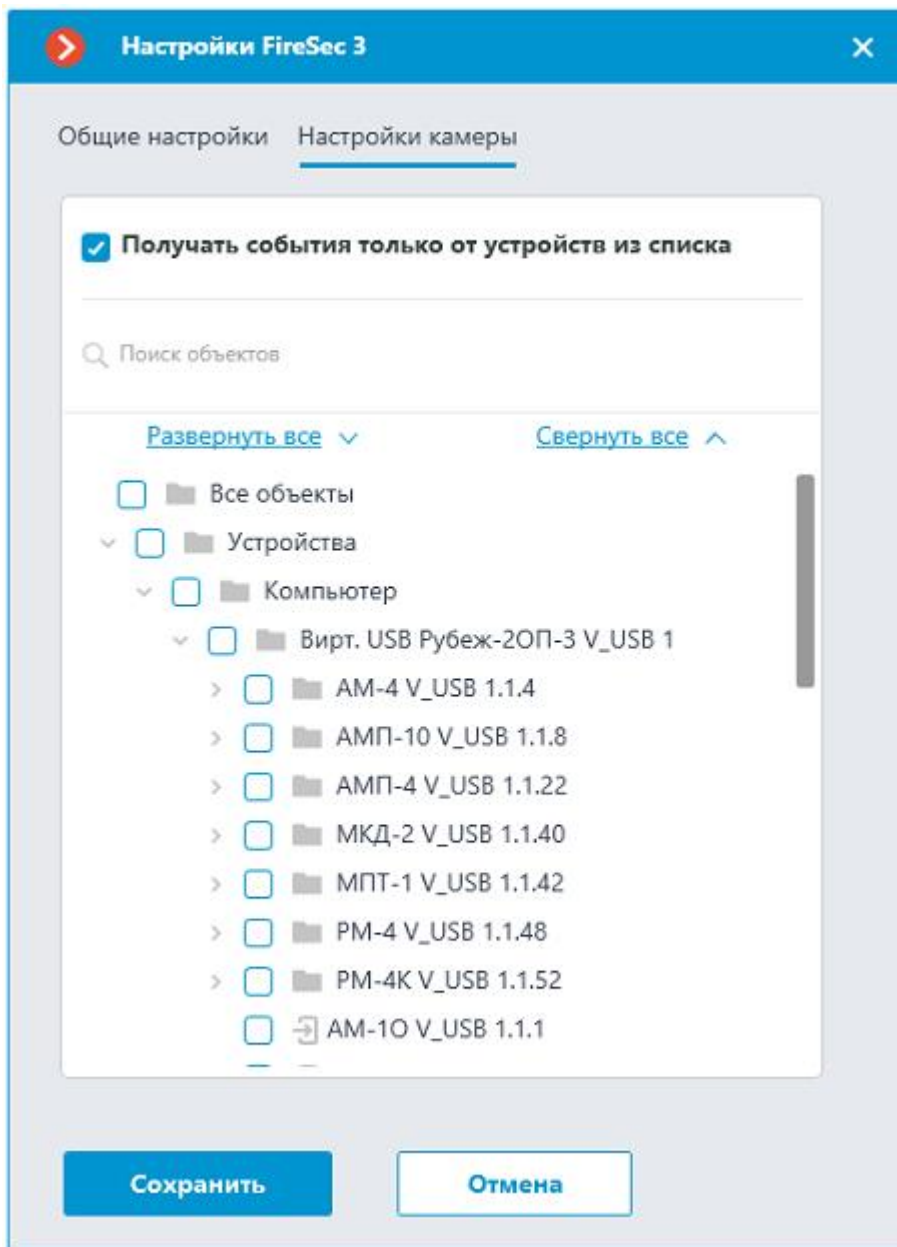 Настройки FireSec 3
Общие настройки Настройки камеры
Получать события только от устройств из списка
Поиск объектов
Развернуть все Свернуть все
Все объекты
Устройства
Компьютер
Вирт. USB Рубеж-2ОП-3 V_USB 1
АМ-4 V_USB 1.1.4
АМП-10 V_USB 1.1.8
АМП-4 V_USB 1.1.22
МКД-2 V_USB 1.1.40
МПТ-1 V_USB 1.1.42
РМ-4 V_USB 1.1.48
РМ-4К V_USB 1.1.52
АМ-1О V_USB 1.1.1
Сохранить Отмена